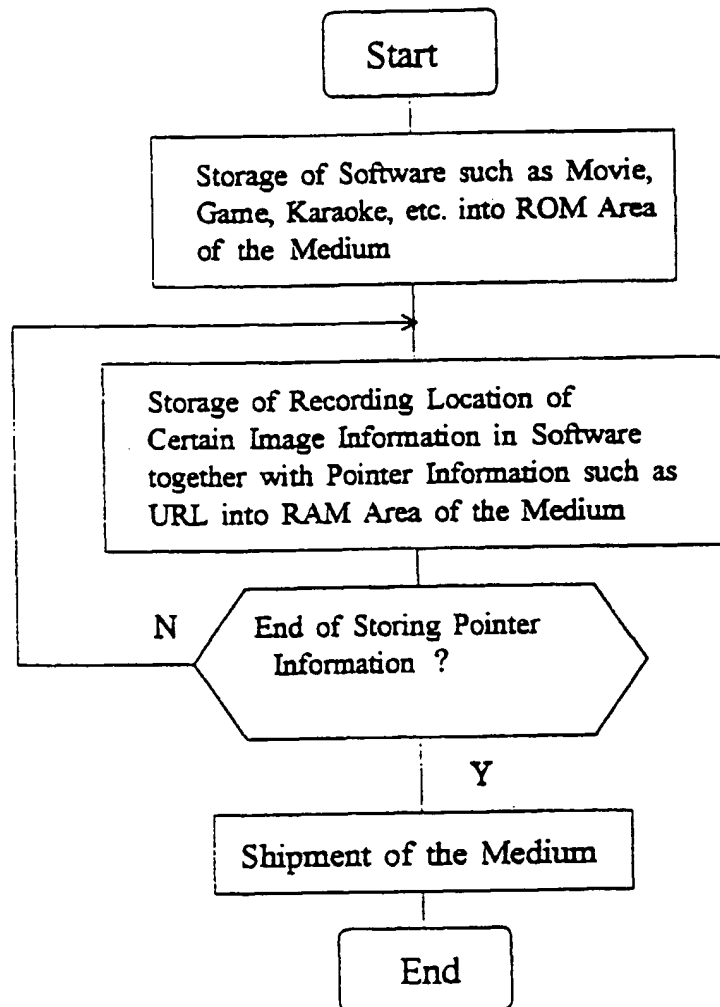 Start
Storage of Software such as Movie,
Game, Karaoke, etc. into ROM Area
of the Medium
Storage of Recording Location of
Certain Image Information in Software
together with Pointer Information such as
URL into RAM Area of the Medium
N
End of Storing Pointer
Information ?
Y
Shipment of the Medium
End